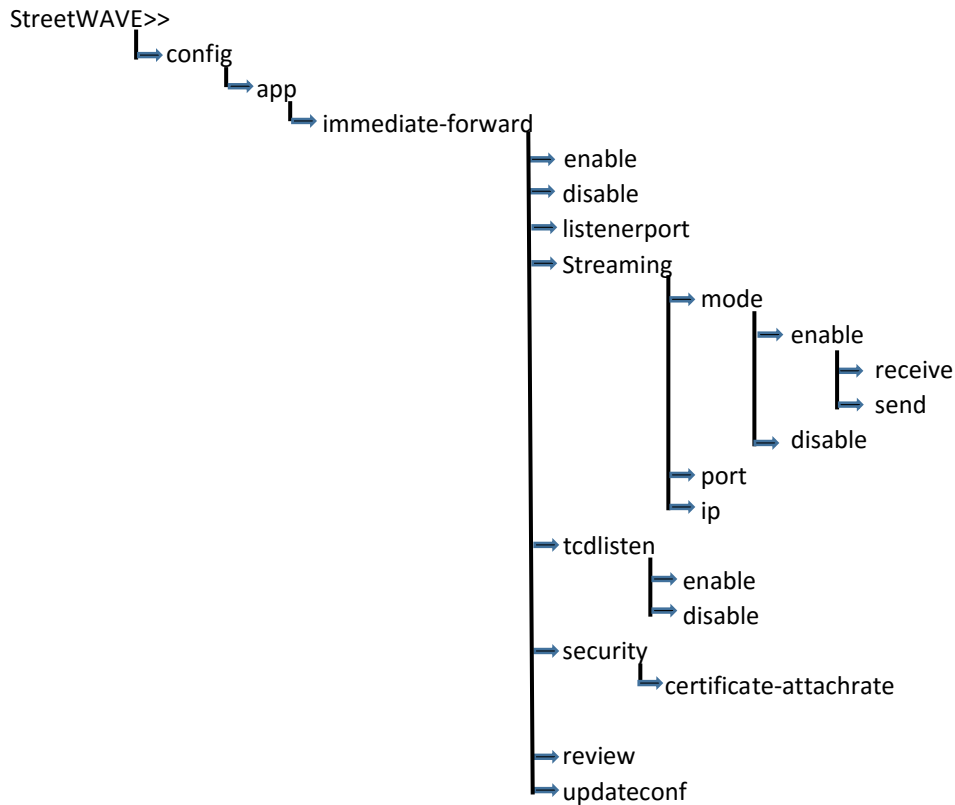 StreetWAVE>>
config
app
immediate-forward
enable
disable
listenerport
Streaming
mode
enable
receive
send
disable
port
ip
tcdlisten
enable
disable
security
certificate-attachrate
review
updateconf